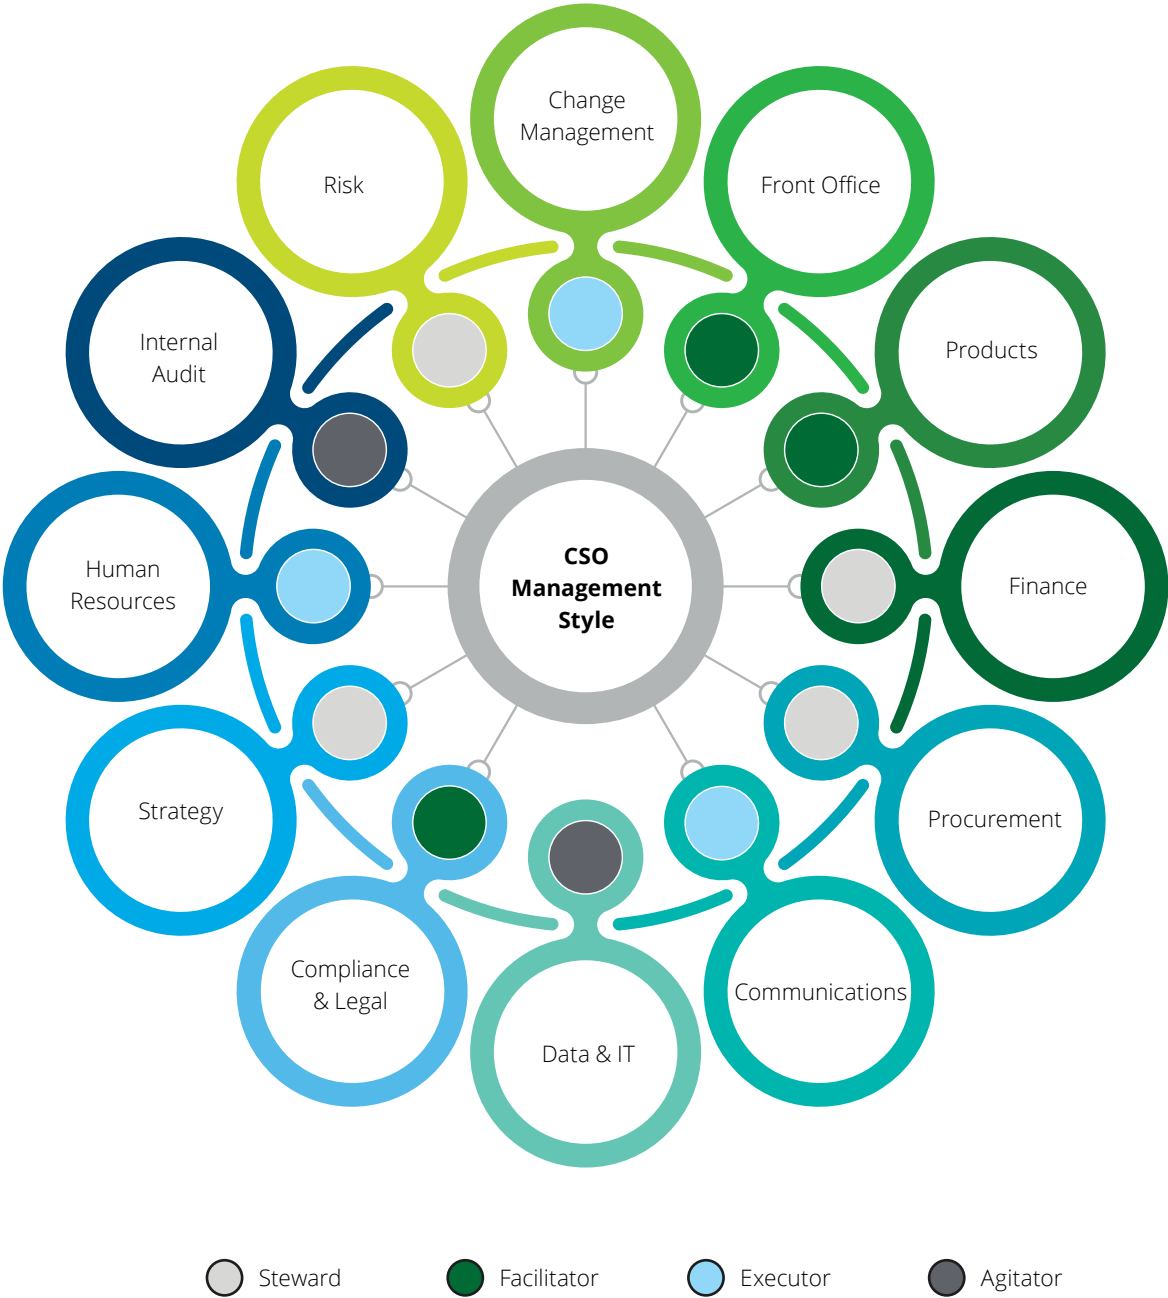 Change
Management
Front Office
Risk
Products
Internal
Audit
CSO
Management
Style
Finance
Human
Resources
Strategy
Procurement
Compliance
& Legal
Communications
Data & IT
Steward
Facilitator
Executor
Agitator